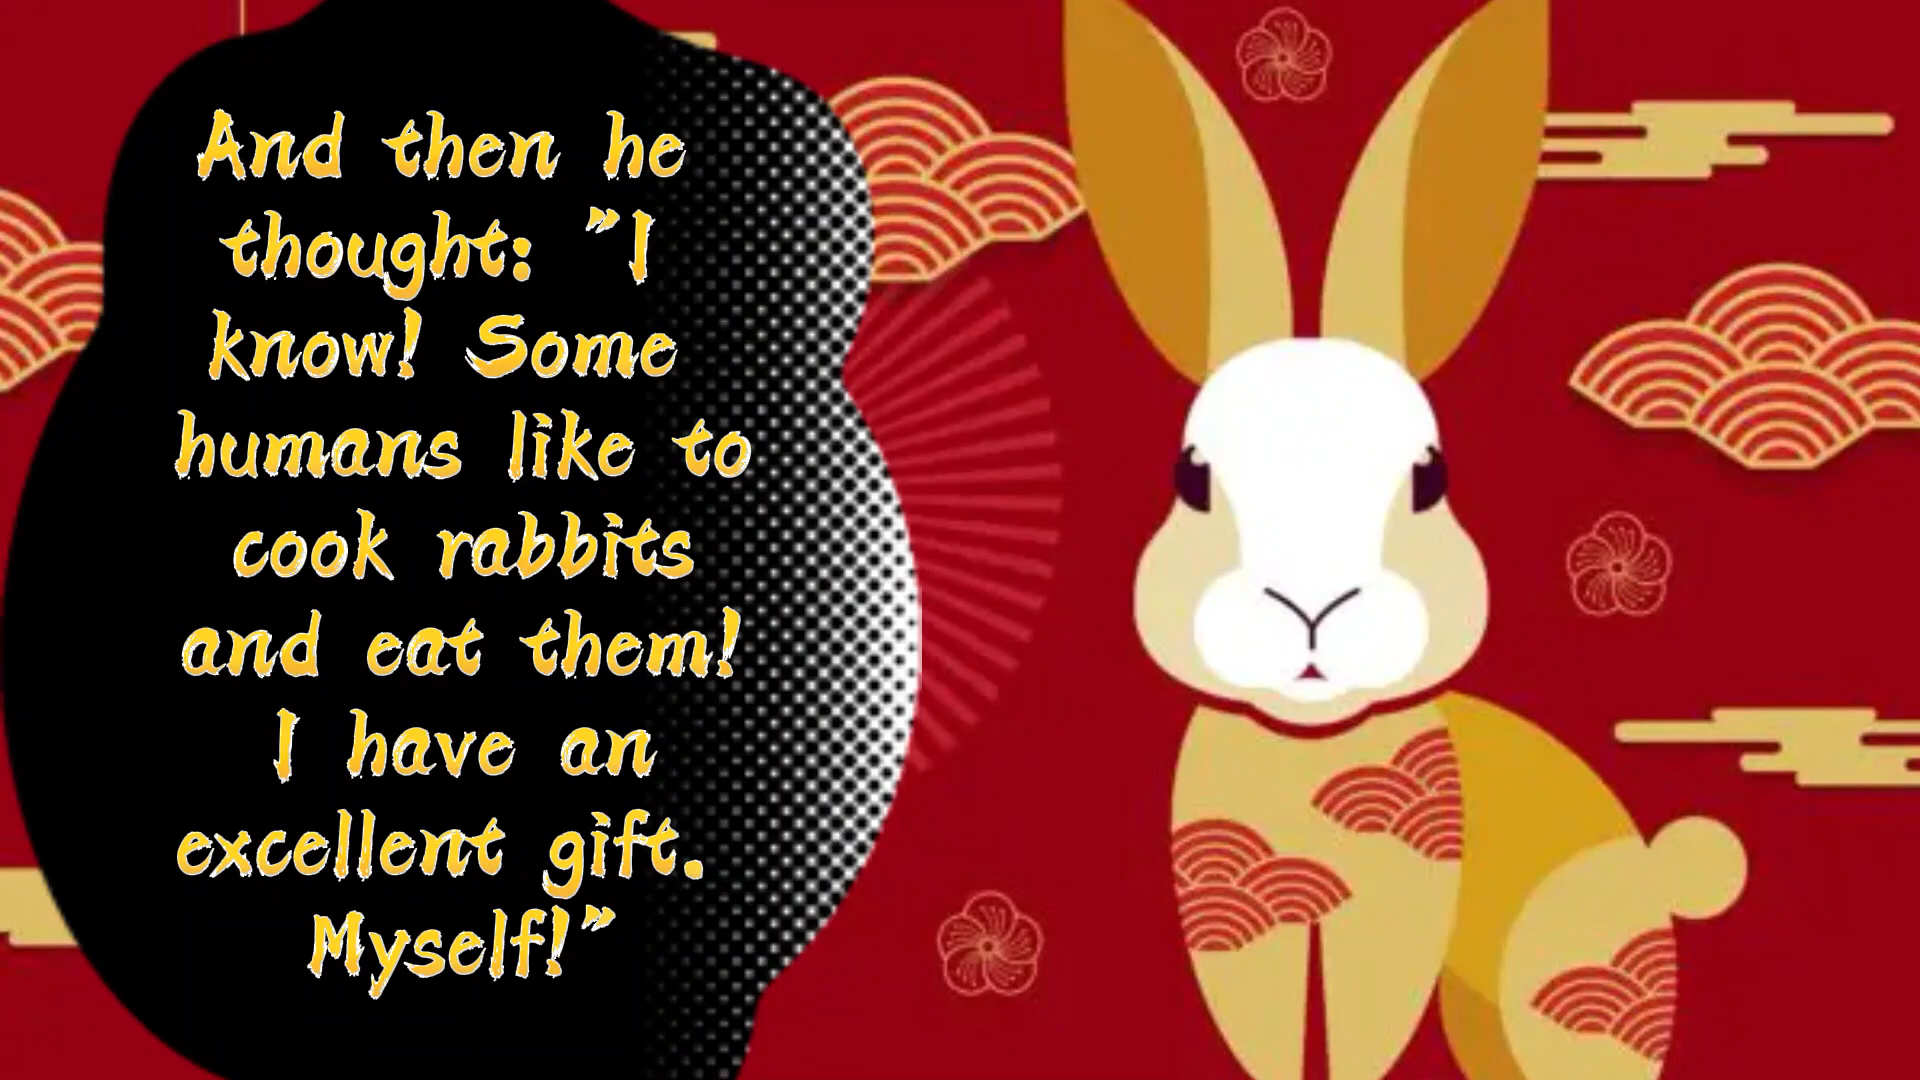 And then he
thought: "I
know! Some
humans like to
cook rabbits
and eat them!
I have an
excellent gift.
Myself!"